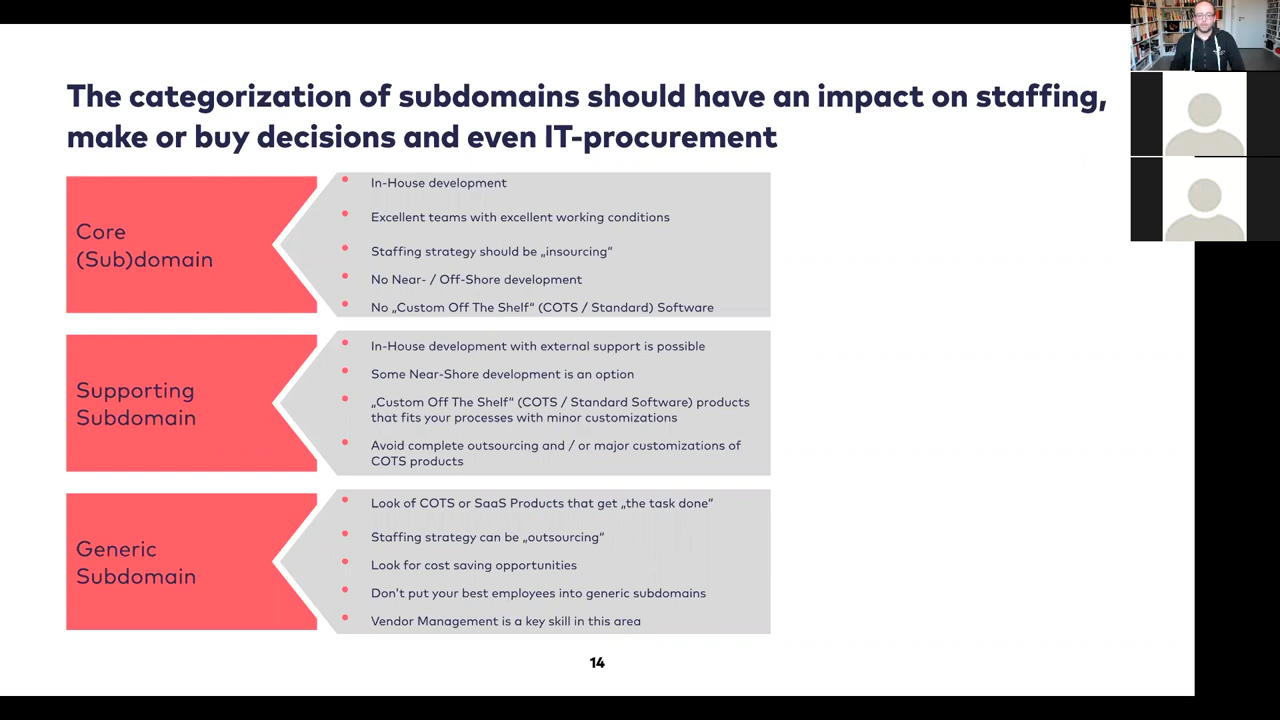 The categorization of subdomains should have an impact on staffing,
make or buy decisions and even IT-procurement
Core
(Sub)domain
In-House development
Excellent teams with excellent working conditions
Staffing strategy should be „insourcing“
No Near- / Off-Shore development
No „Custom Off The Shelf“ (COTS / Standard) Software
Supporting
Subdomain
In-House development with external support is possible
Some Near-Shore development is an option
„Custom Off The Shelf“ (COTS / Standard Software) products
that fits your processes with minor customizations
Avoid complete outsourcing and / or major customizations of
COTS products
Generic
Subdomain
Look of COTS or SaaS Products that get „the task done“
Staffing strategy can be „outsourcing“
Look for cost saving opportunities
Don't put your best employees into generic subdomains
Vendor Management is a key skill in this area
14